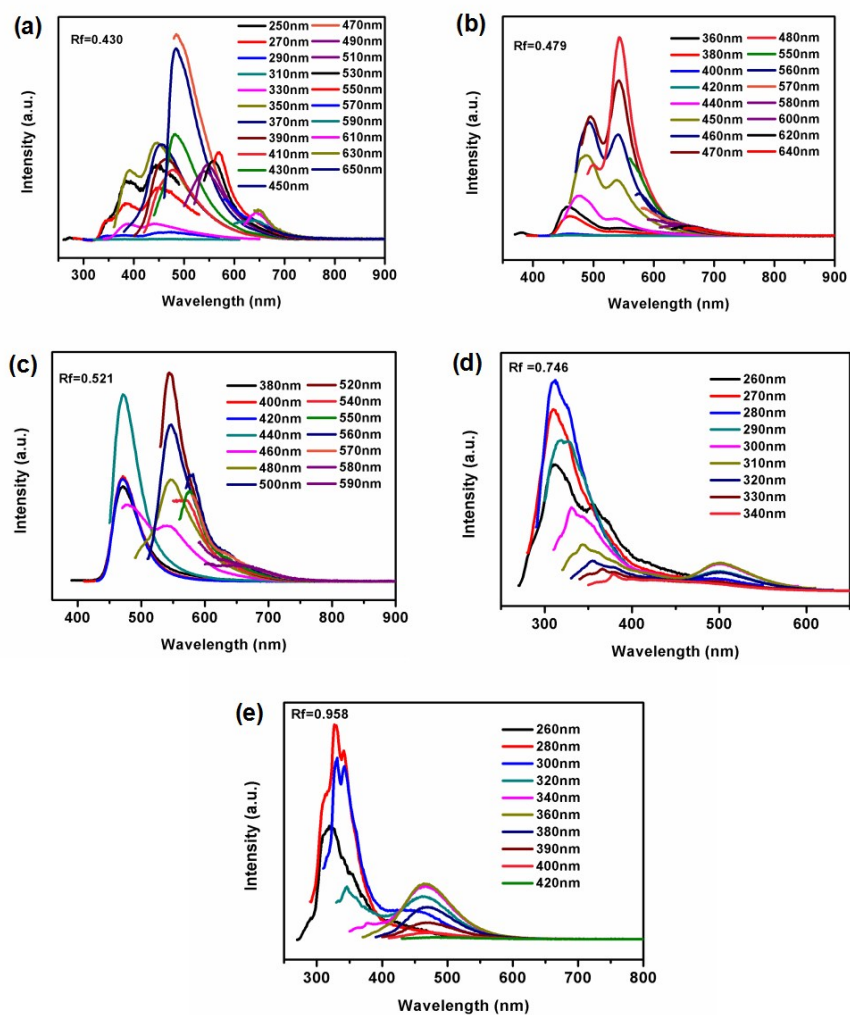 (a)
Rf=0.430
250nm
270nm
290nm
310nm
330nm
350nm
370nm
390nm
410nm
430nm
450nm
470nm
490nm
510nm
530nm
550nm
570nm
590nm
610nm
630nm
650nm
Intensity (a.u.)
300 400 500 600 700 800 900
Wavelength (nm)
(b)
Rf=0.479
360nm
380nm
400nm
420nm
440nm
450nm
460nm
470nm
480nm
550nm
560nm
570nm
580nm
600nm
620nm
640nm
Intensity (a.u.)
400 500 600 700 800 900
Wavelength (nm)
(c)
Rf=0.521
380nm
400nm
420nm
440nm
460nm
480nm
500nm
520nm
540nm
550nm
560nm
570nm
580nm
590nm
Intensity (a.u.)
400 500 600 700 800 900
Wavelength (nm)
(d)
Rf =0.746
260nm
270nm
280nm
290nm
300nm
310nm
320nm
330nm
340nm
Intensity (a.u.)
300 400 500 600
Wavelength (nm)
(e)
Rf=0.958
260nm
280nm
300nm
320nm
340nm
360nm
380nm
390nm
400nm
420nm
Intensity (a.u.)
300 400 500 600 700 800
Wavelength (nm)